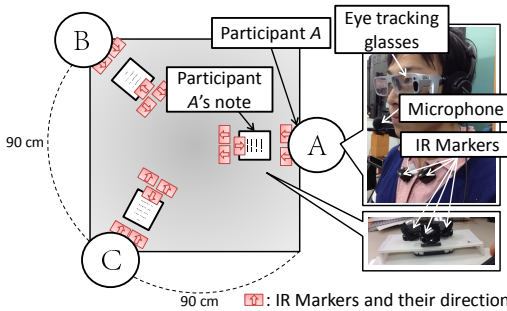 B
Participant A
Eye tracking
glasses
Participant
A's note
Microphone
A
IR Markers
90 cm
C
90 cm
: IR Markers and their direction